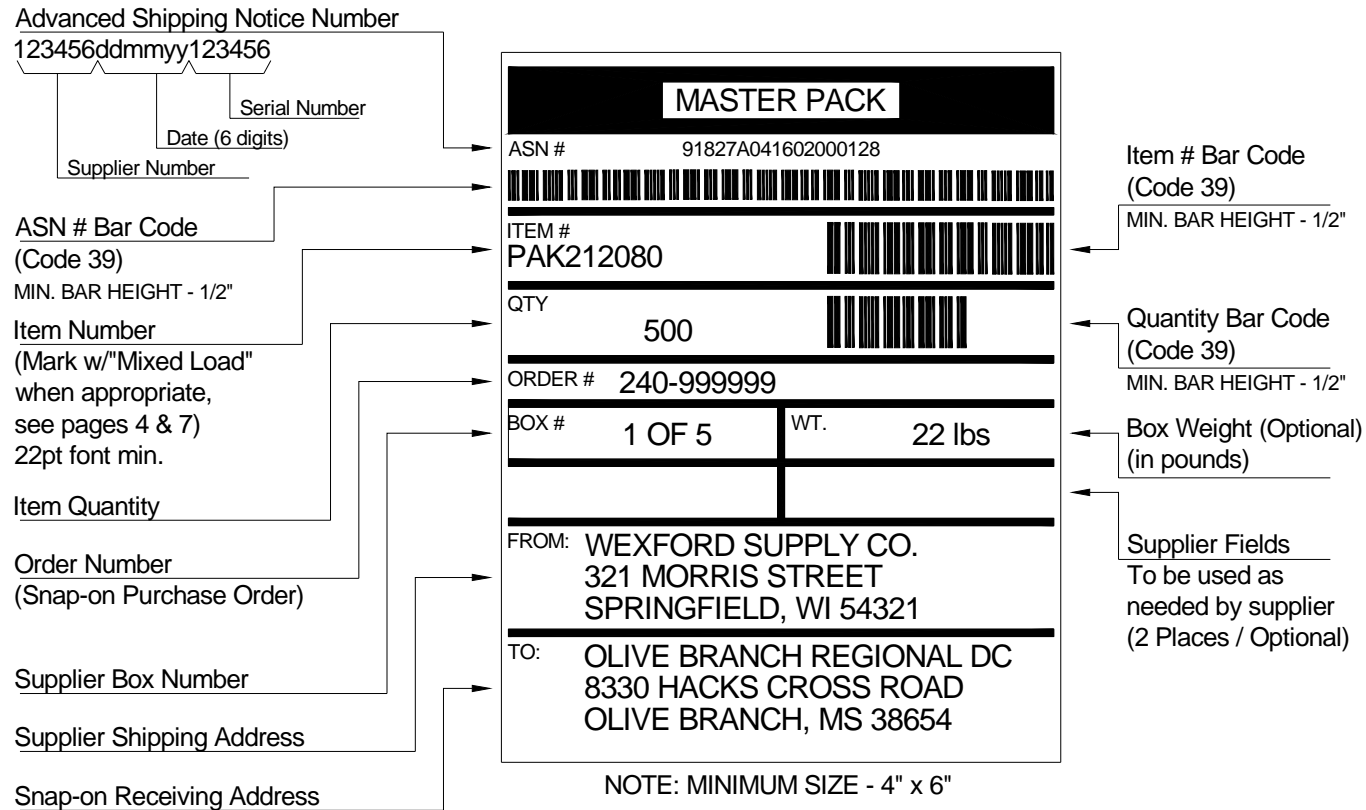 Advanced Shipping Notice Number
123456ddmmyy123456
Serial Number
Date (6 digits)
Supplier Number
ASN # Bar Code
(Code 39)
MIN. BAR HEIGHT - 1/2"
Item Number
(Mark w/"Mixed Load"
when appropriate,
see pages 4 & 7)
22pt font min.
Item Quantity
Order Number
(Snap-on Purchase Order)
Supplier Box Number
Supplier Shipping Address
Snap-on Receiving Address
MASTER PACK
ASN # 91827A041602000128
ITEM #
PAK212080
QTY
500
ORDER # 240-999999
BOX # 1 OF 5 WT. 22 lbs
FROM: WEXFORD SUPPLY CO.
321 MORRIS STREET
SPRINGFIELD, WI 54321
TO: OLIVE BRANCH REGIONAL DC
8330 HACKS CROSS ROAD
OLIVE BRANCH, MS 38654
NOTE: MINIMUM SIZE - 4" x 6"
Item # Bar Code
(Code 39)
MIN. BAR HEIGHT - 1/2"
Quantity Bar Code
(Code 39)
MIN. BAR HEIGHT - 1/2"
Box Weight (Optional)
(in pounds)
Supplier Fields
To be used as
needed by supplier
(2 Places / Optional)